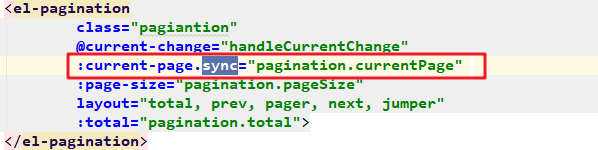 <el-pagination
class="pagiantion"
@current-change="handleCurrentChange"
:current-page.sync="pagination.currentPage"
:page-size="pagination.pageSize"
layout="total, prev, pager, next, jumper"
:total="pagination.total">
</el-pagination>